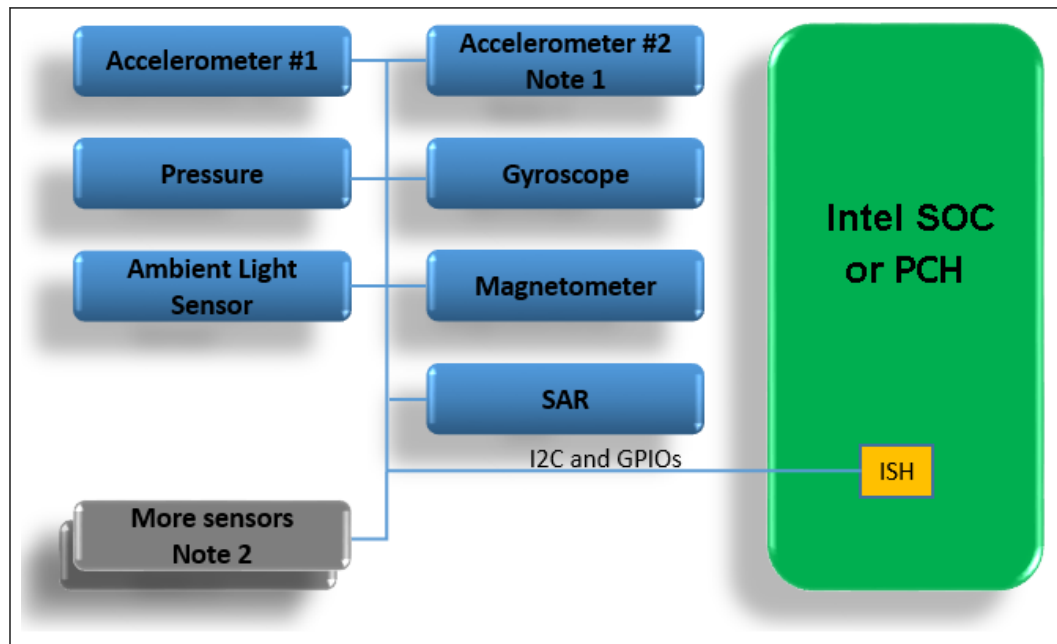 Accelerometer #1
Accelerometer #2
Note 1
Pressure
Gyroscope
Ambient Light
Sensor
Magnetometer
SAR
I2C and GPIOs
More sensors
Note 2
Intel SOC
or PCH
ISH